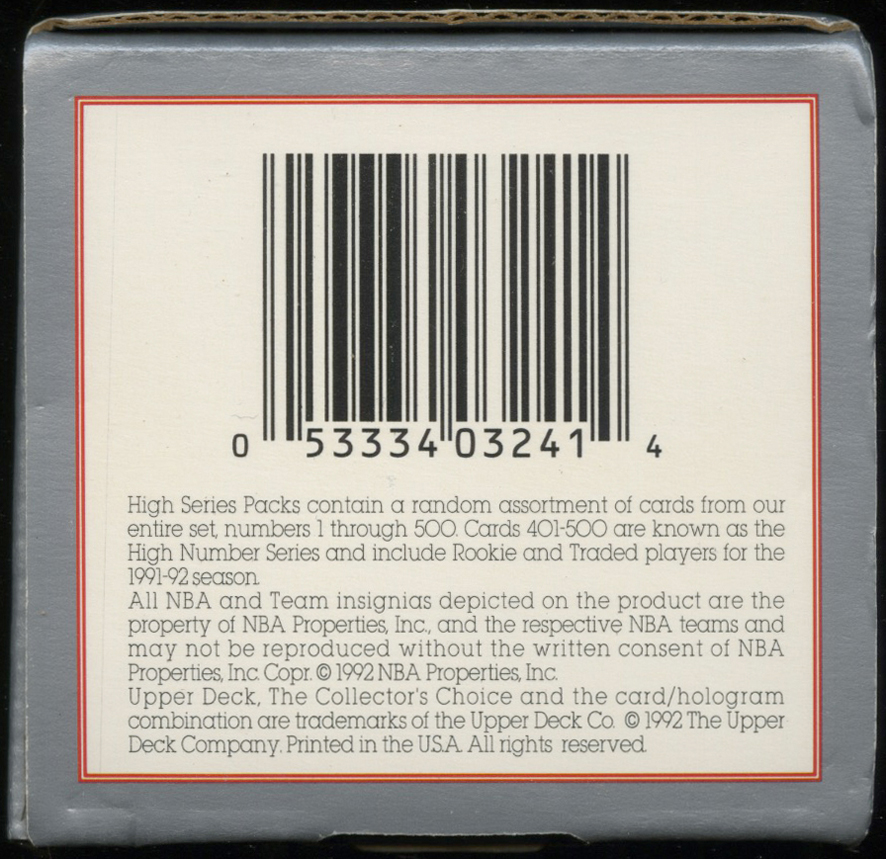 0 53334 03241 4
High Series Packs contain a random assortment of cards from our
entire set, numbers 1 through 500. Cards 401-500 are known as the
High Number Series and include Rookie and Traded players for the
1991-92 season.
All NBA and Team insignias depicted on the product are the
property of NBA Properties, Inc., and the respective NBA teams and
may not be reproduced without the written consent of NBA
Properties, Inc. Copr. © 1992 NBA Properties, Inc.
Upper Deck, The Collector's Choice and the card/hologram
combination are trademarks of the Upper Deck Co. © 1992 The Upper
Deck Company. Printed in the U.S.A. All rights reserved.